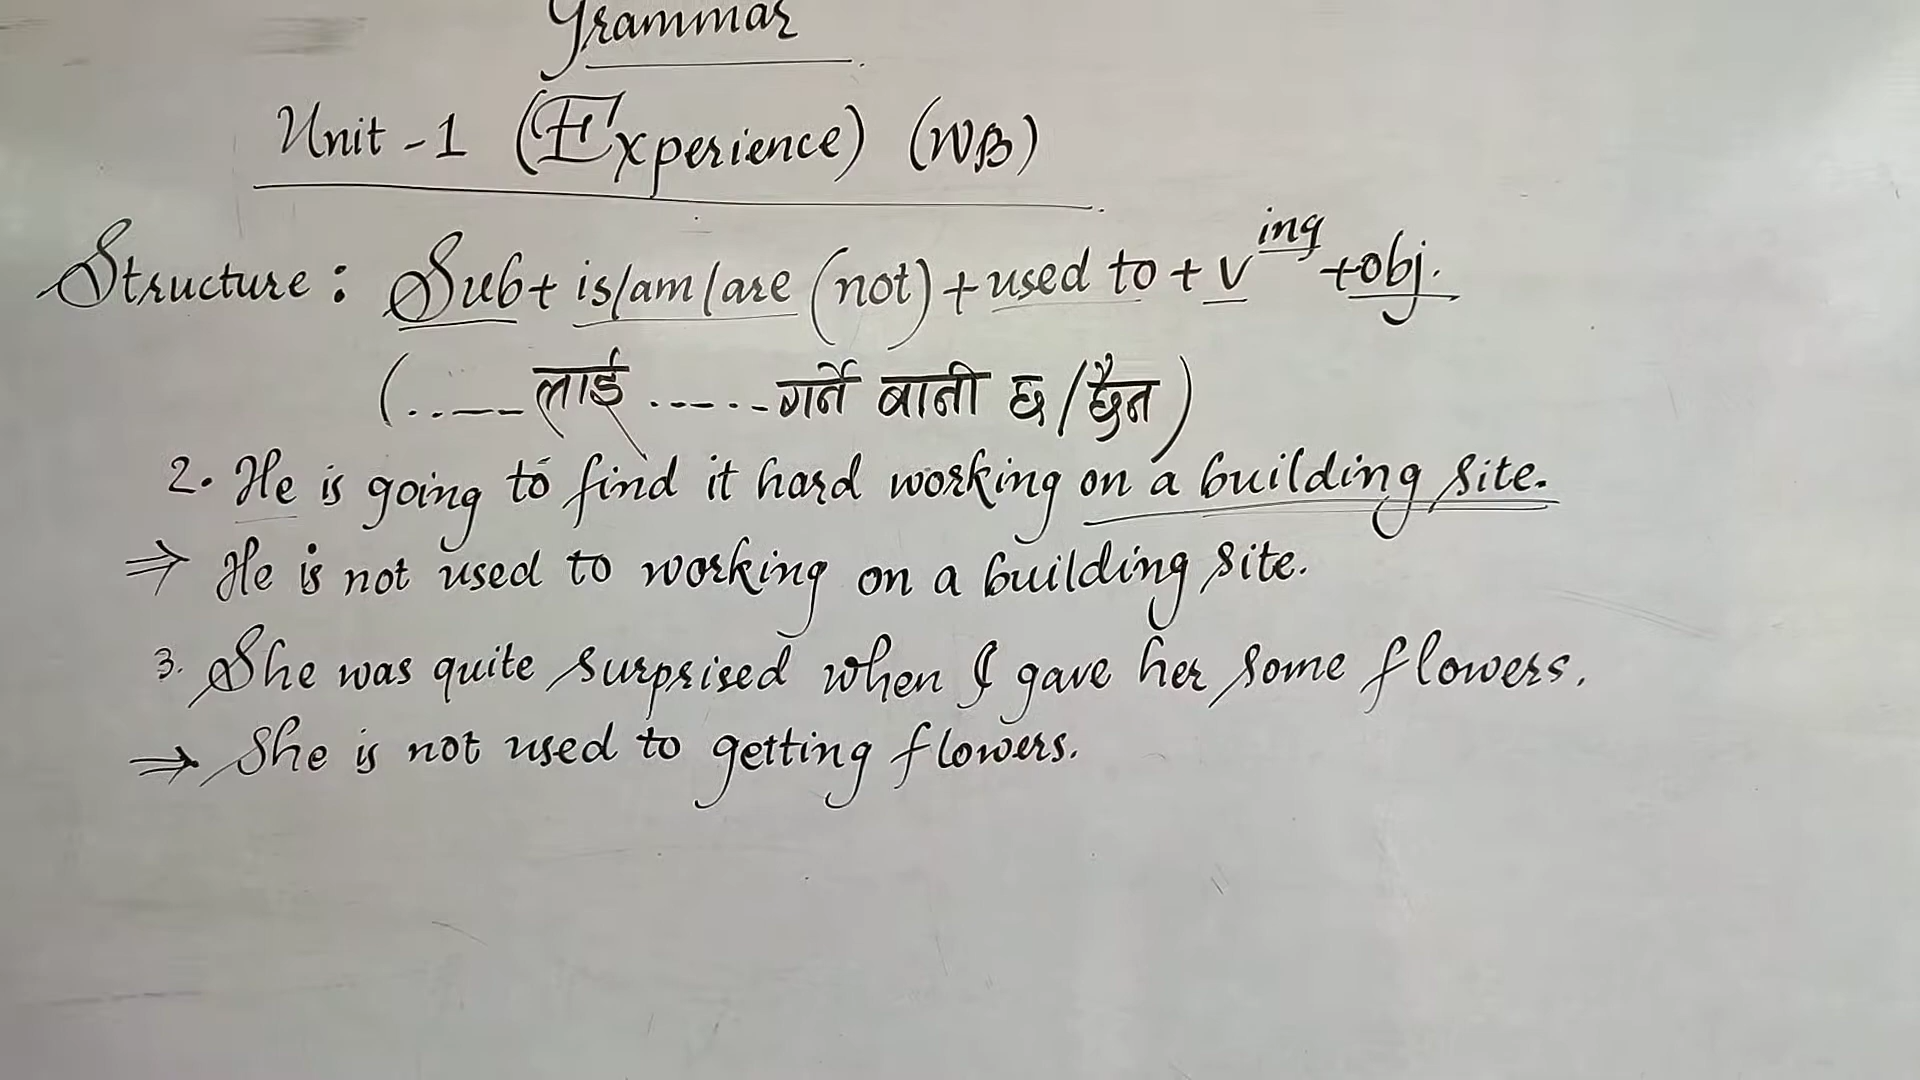 Grammar
Unit -1 (Experience) (WB)
Structure : Sub + is/am/are (not) + used to + v ing + obj.
(....... लाई ....... गर्ने बानी छ / छैन)
2. He is going to find it hard working on a building site.
⇒ He is not used to working on a building site.
3. She was quite surprised when I gave her some flowers.
⇒ She is not used to getting flowers.